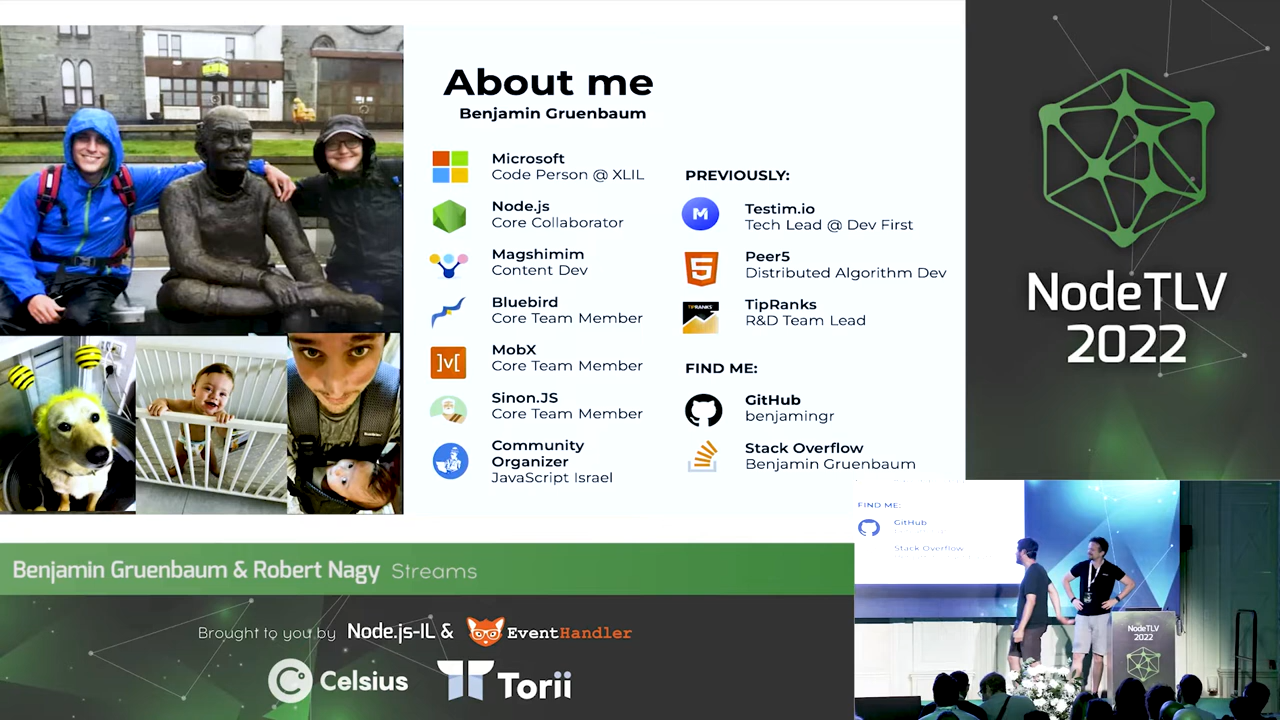 About me
Benjamin Gruenbaum
Microsoft
Code Person @ XLIL
Node.js
Core Collaborator
Magshimim
Content Dev
Bluebird
Core Team Member
MobX
Core Team Member
Sinon.JS
Core Team Member
Community
Organizer
JavaScript Israel
PREVIOUSLY:
Testim.io
Tech Lead @ Dev First
Peer5
Distributed Algorithm Dev
TIPRANKS
TipRanks
R&D Team Lead
FIND ME:
GitHub
benjamingr
Stack Overflow
Benjamin Gruenbaum
NodeTLV
2022
FIND ME:
GitHub
Stack Overflow
NodeTLV
2022
Benjamin Gruenbaum & Robert Nagy Streams
Brought to you by Node.js-IL & EventHandler
Celsius
Torii